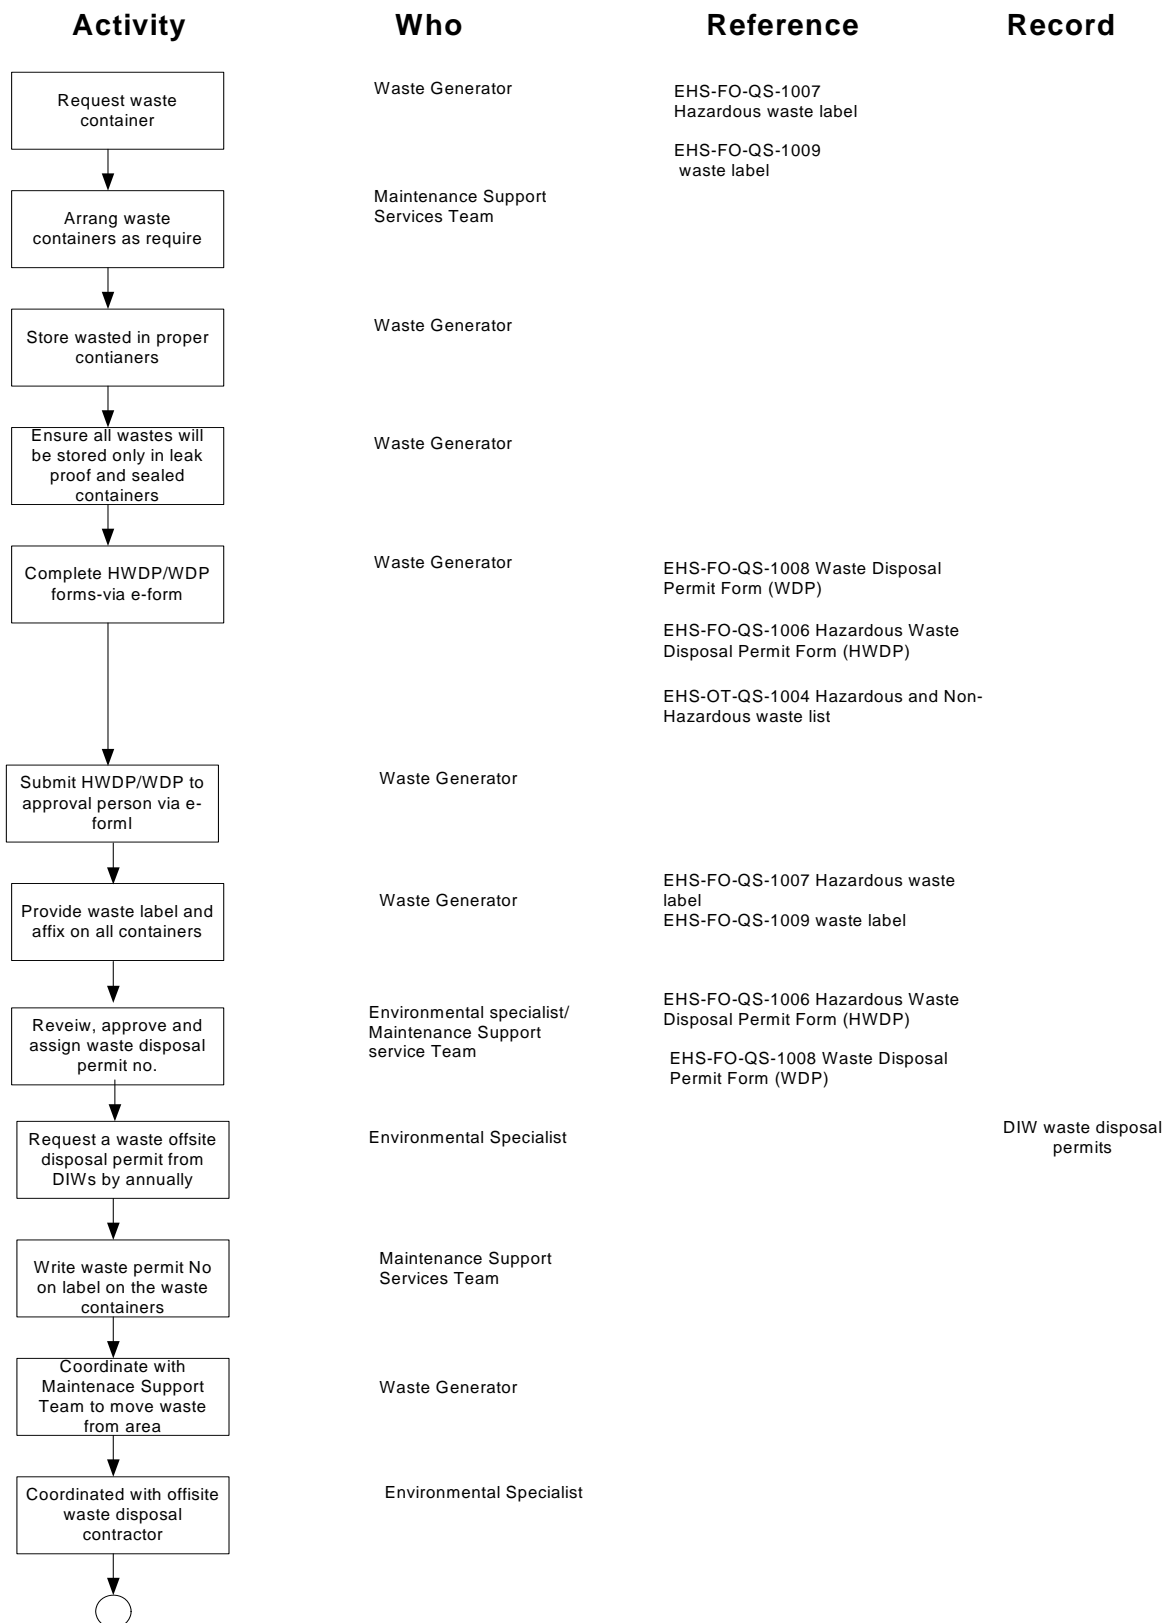 Activity Who Reference Record
Request waste
container
Waste Generator
EHS-FO-QS-1007
Hazardous waste label
EHS-FO-QS-1009
waste label
Arrang waste
containers as require
Maintenance Support
Services Team
Store wasted in proper
contianers
Waste Generator
Ensure all wastes will
be stored only in leak
proof and sealed
containers
Waste Generator
Complete HWDP/WDP
forms-via e-form
Waste Generator
EHS-FO-QS-1008 Waste Disposal
Permit Form (WDP)
EHS-FO-QS-1006 Hazardous Waste
Disposal Permit Form (HWDP)
EHS-OT-QS-1004 Hazardous and Non-
Hazardous waste list
Submit HWDP/WDP to
approval person via e-
forml
Waste Generator
Provide waste label and
affix on all containers
Waste Generator
EHS-FO-QS-1007 Hazardous waste
label
EHS-FO-QS-1009 waste label
Reveiw, approve and
assign waste disposal
permit no.
Environmental specialist/
Maintenance Support
service Team
EHS-FO-QS-1006 Hazardous Waste
Disposal Permit Form (HWDP)
EHS-FO-QS-1008 Waste Disposal
Permit Form (WDP)
Request a waste offsite
disposal permit from
DIWs by annually
Environmental Specialist
DIW waste disposal
permits
Write waste permit No
on label on the waste
containers
Maintenance Support
Services Team
Coordinate with
Maintenace Support
Team to move waste
from area
Waste Generator
Coordinated with offisite
waste disposal
contractor
Environmental Specialist